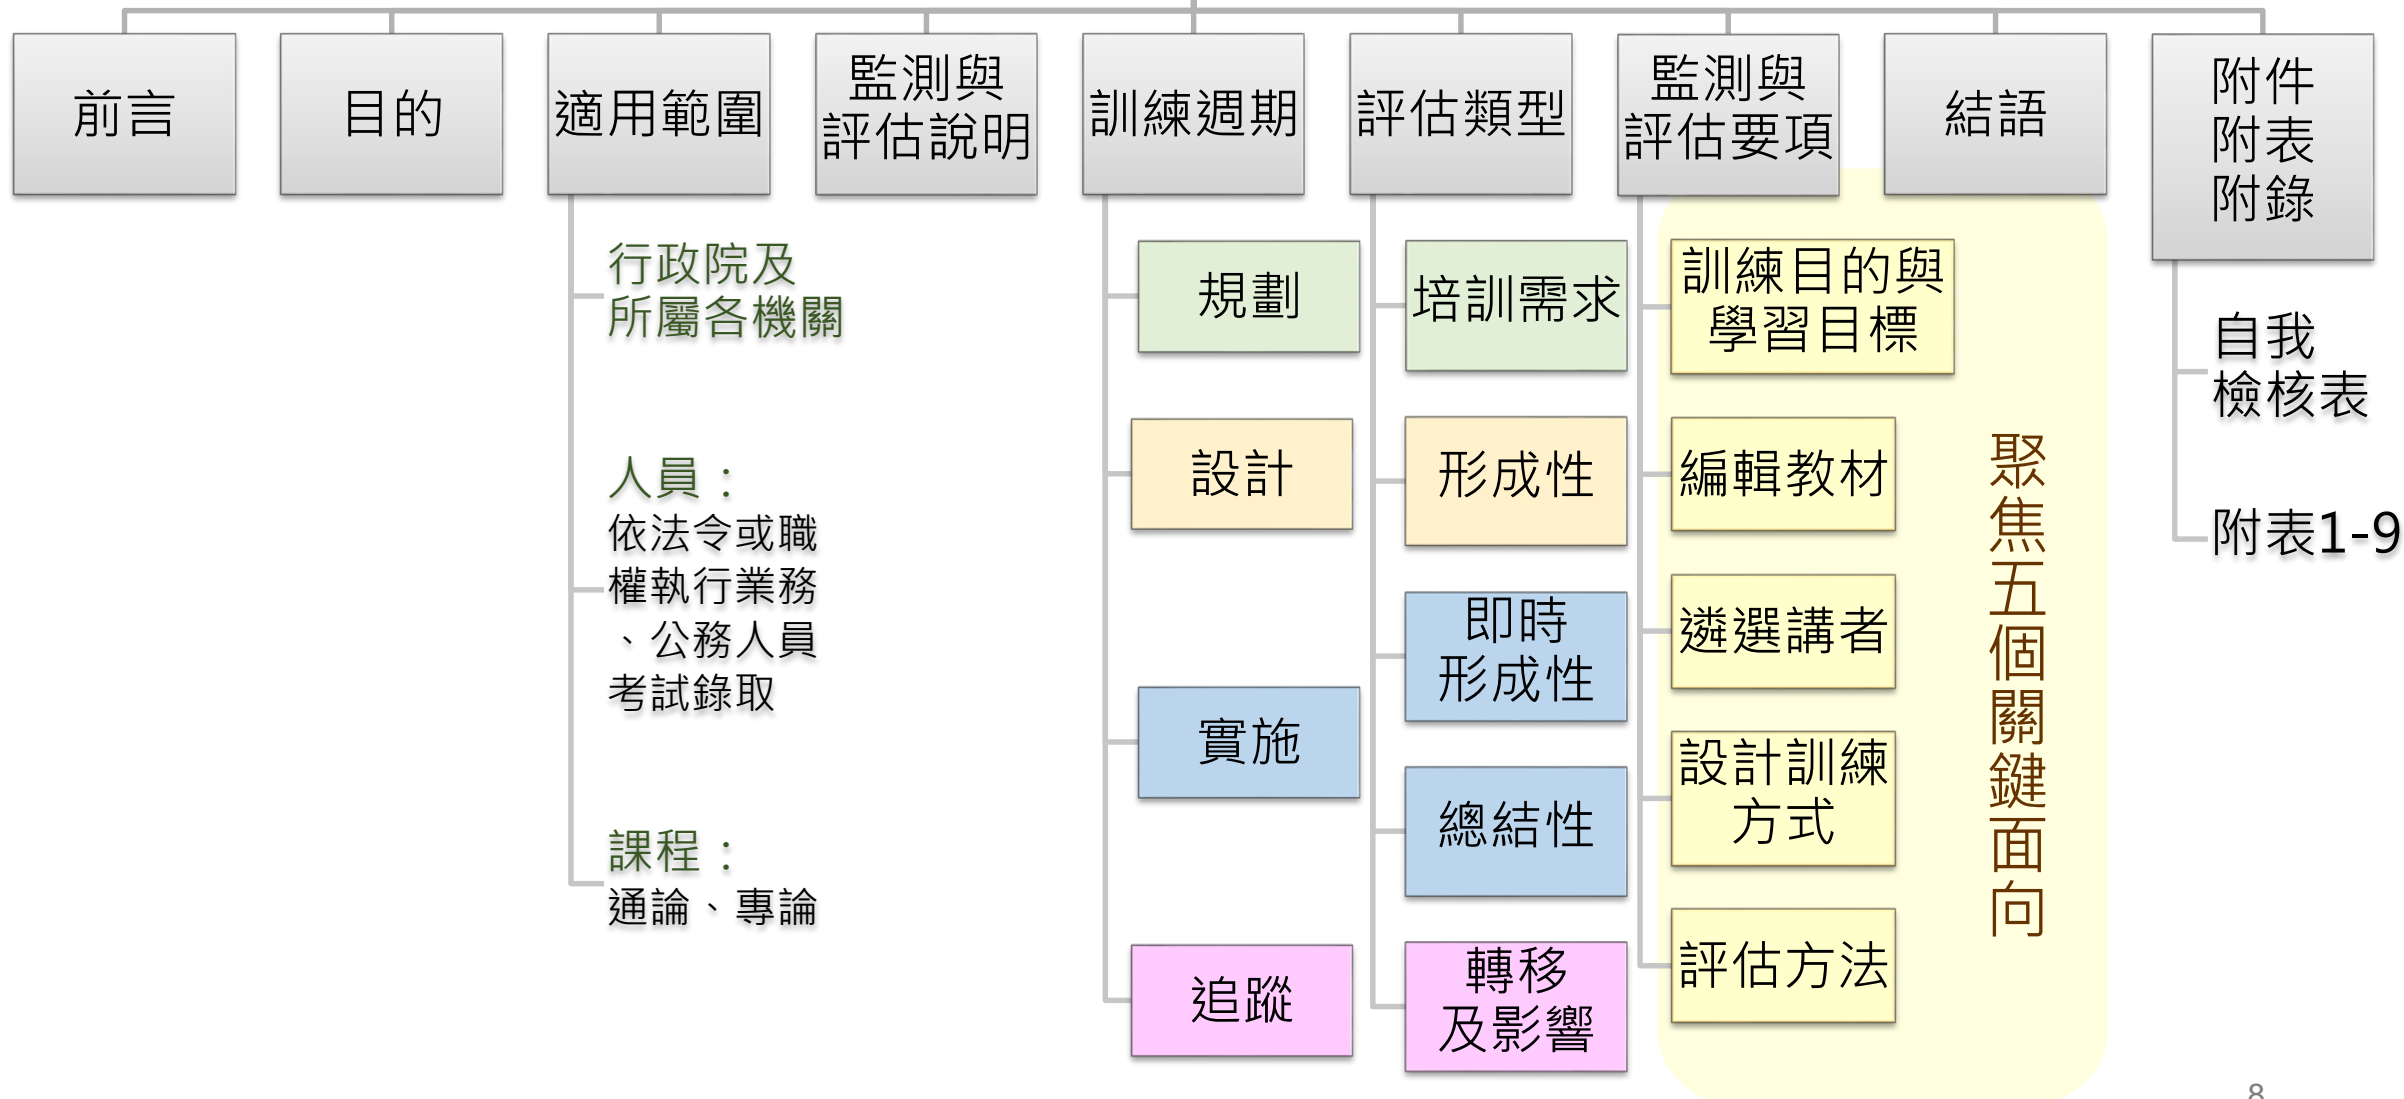 前言
目的
適用範圍
行政院及
所屬各機關
人員：
依法令或職
權執行業務
、公務人員
考試錄取
課程：
通論、專論
監測與
評估說明
訓練週期
規劃
設計
實施
追蹤
評估類型
培訓需求
形成性
即時
形成性
總結性
轉移
及影響
監測與
評估要項
訓練目的與
學習目標
編輯教材
遴選講者
設計訓練
方式
評估方法
聚焦五個關鍵面向
結語
附件
附表
附錄
自我
檢核表
附表1-9
8